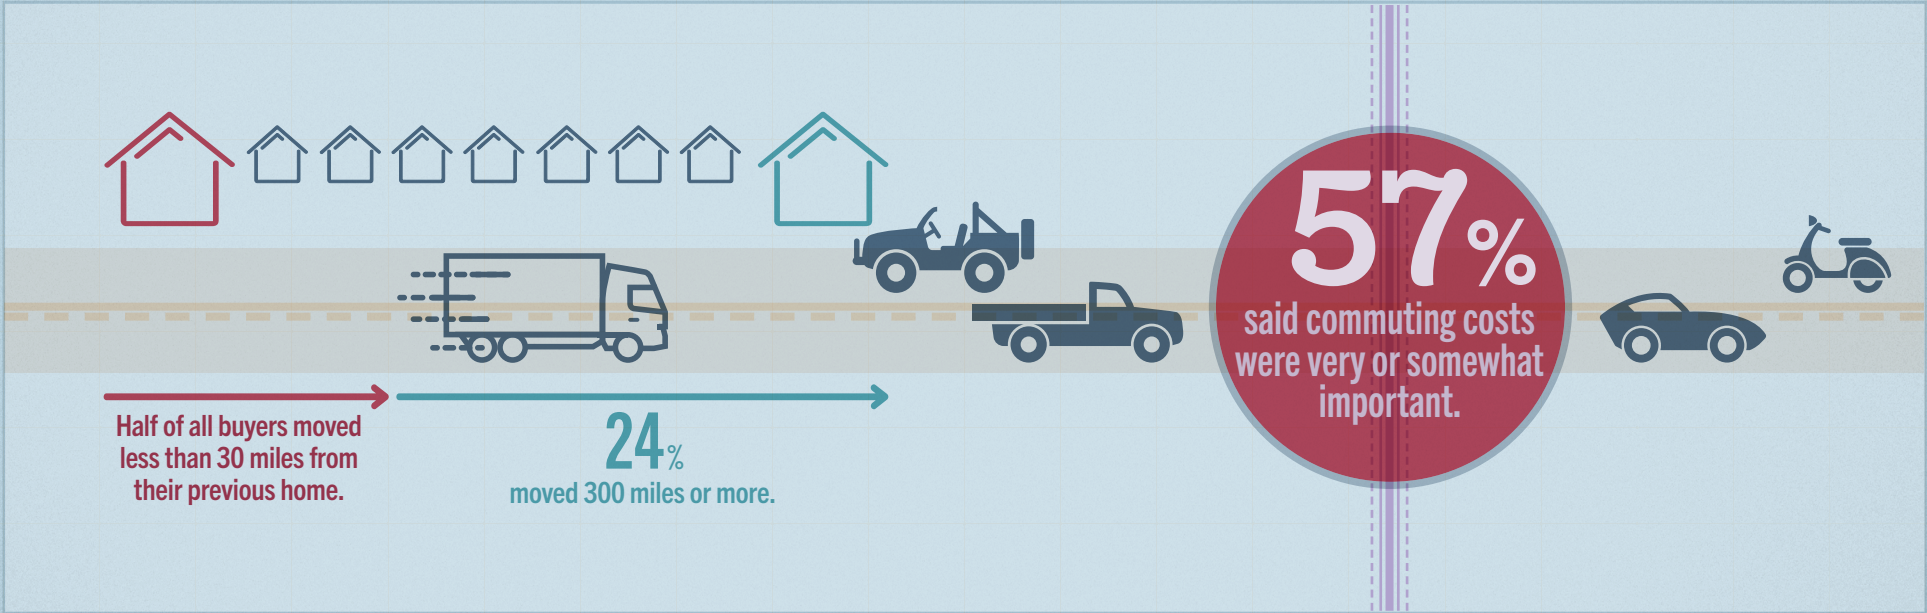 Half of all buyers moved
less than 30 miles from
their previous home.
24%
moved 300 miles or more.
57%
said commuting costs
were very or somewhat
important.